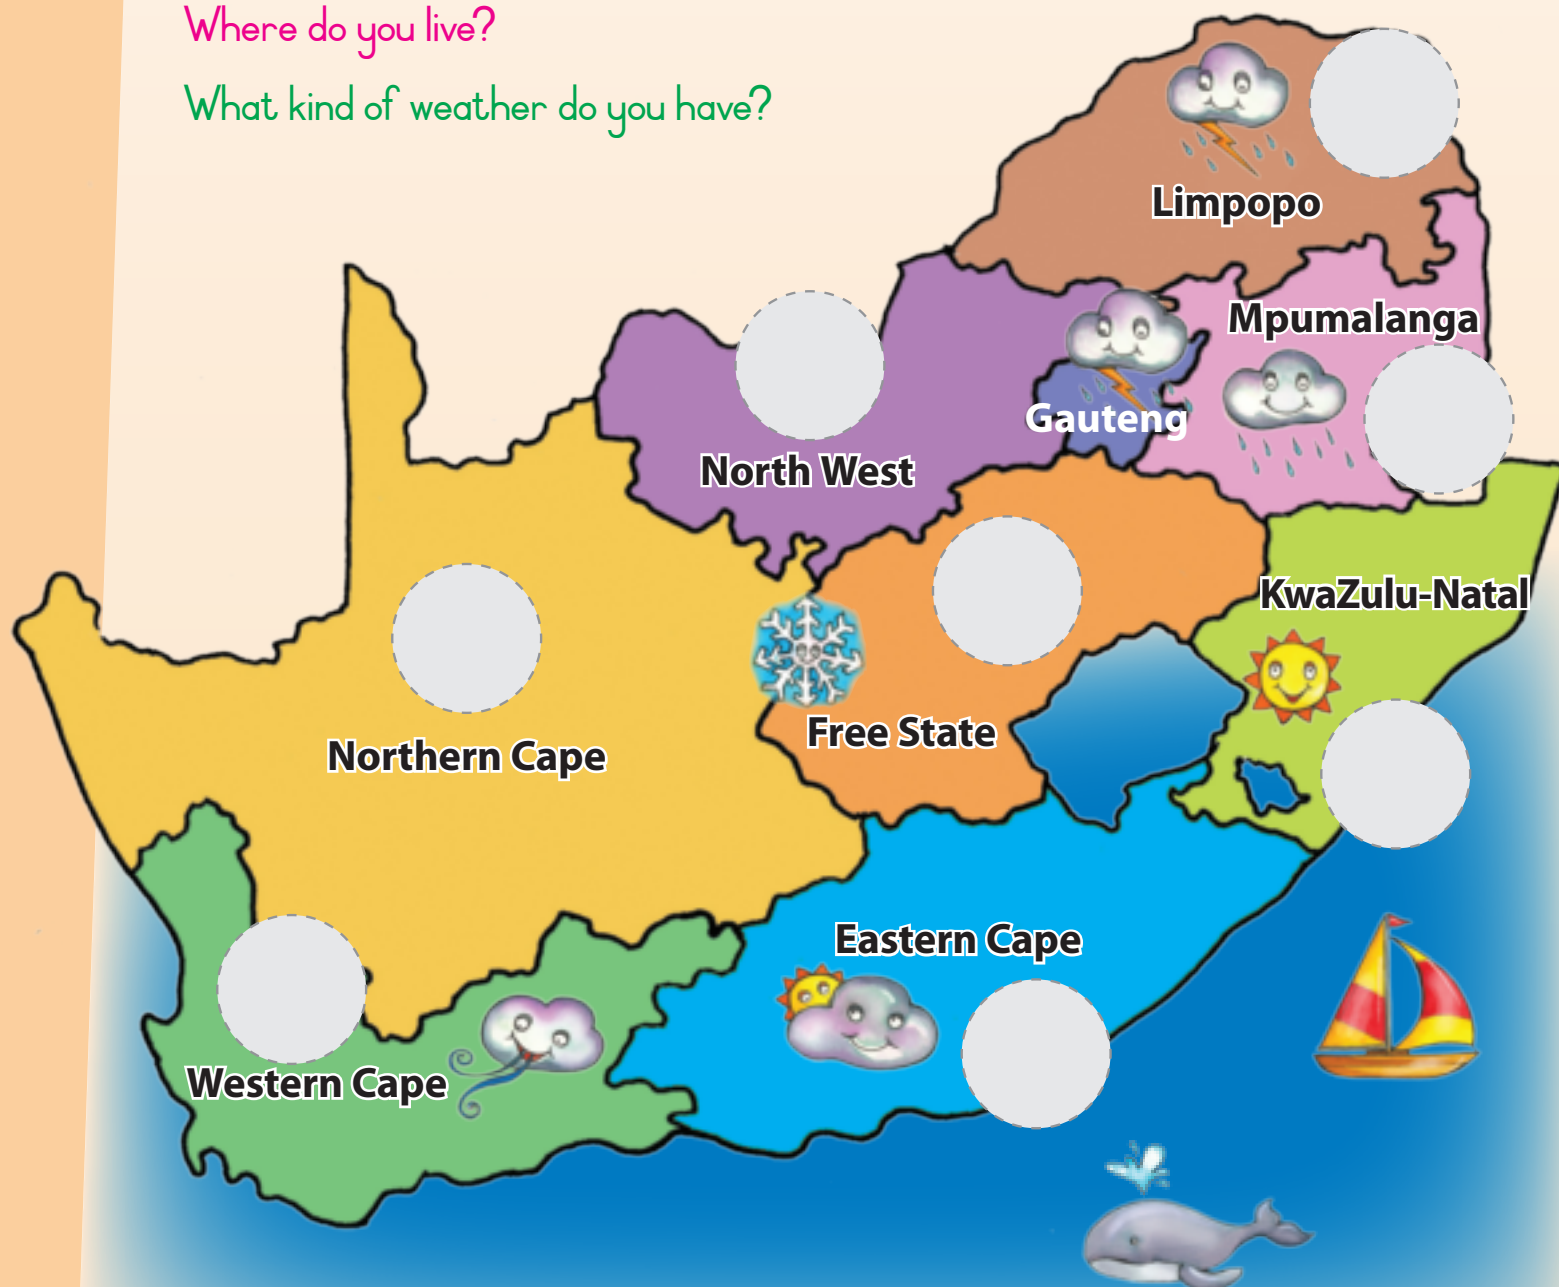 Where do you live?
What kind of weather do you have?
Limpopo
Mpumalanga
Gauteng
North West
KwaZulu-Natal
Free State
Northern Cape
Eastern Cape
Western Cape